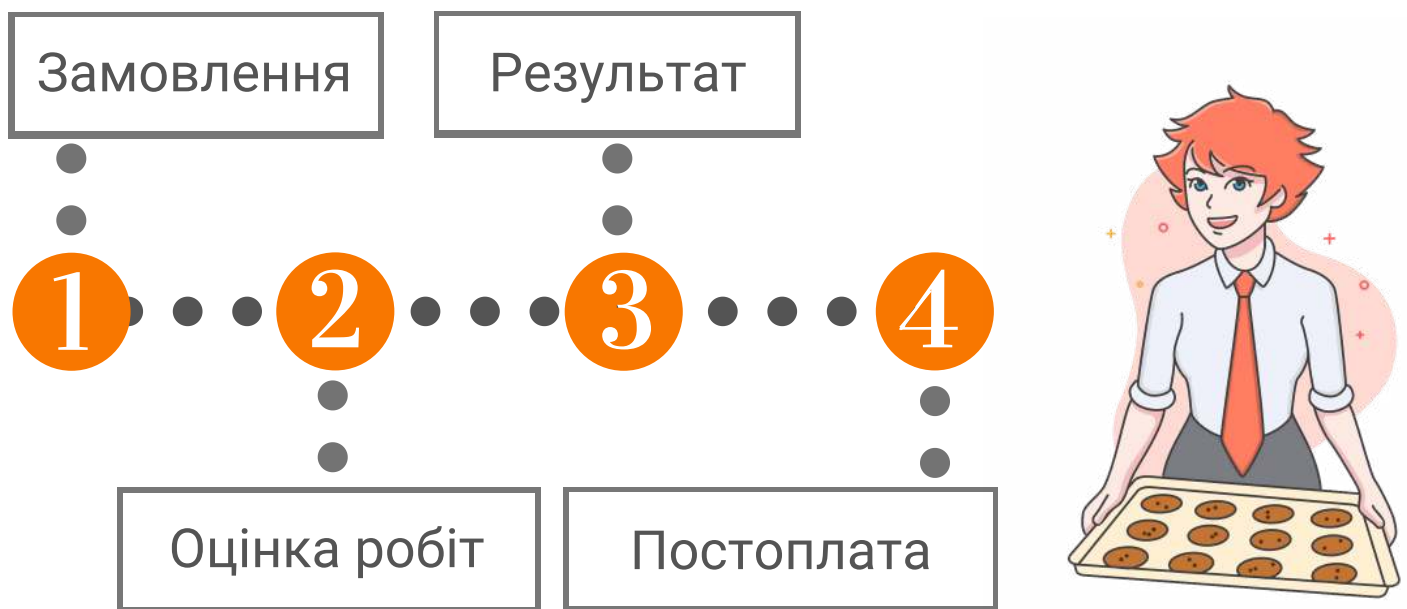 Замовлення
Результат
1
2
3
4
Оцінка робіт
Постоплата